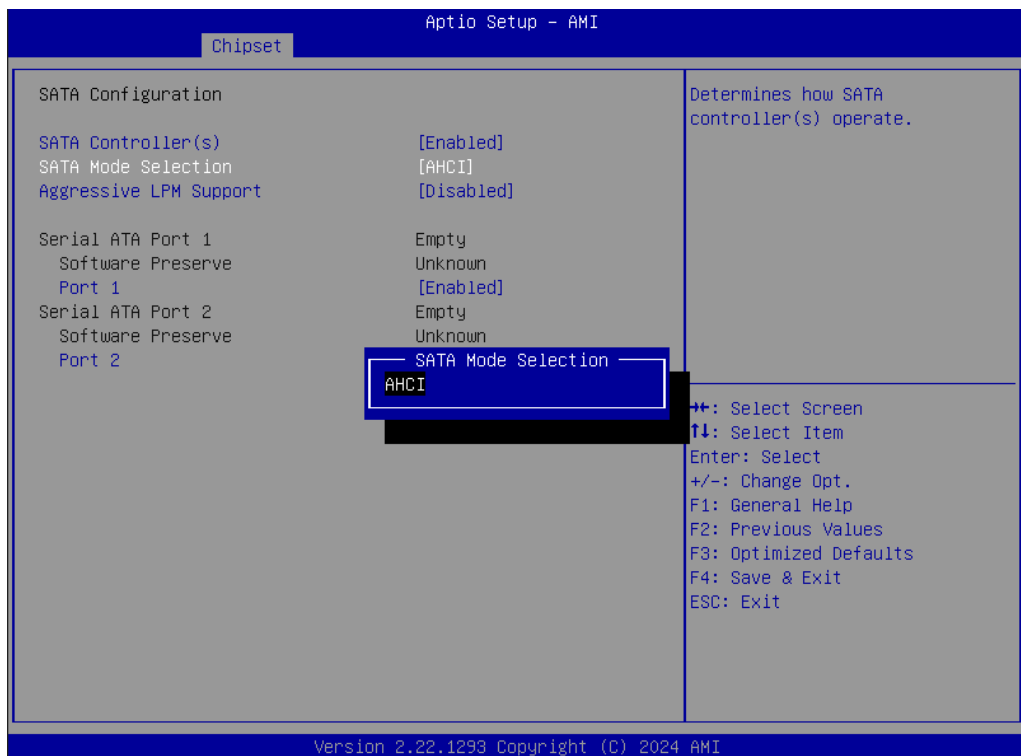 Aptio Setup – AMI
Chipset
SATA Configuration
SATA Controller(s) [Enabled]
SATA Mode Selection [AHCI]
Aggressive LPM Support [Disabled]
Serial ATA Port 1 Empty
Software Preserve Unknown
Port 1 [Enabled]
Serial ATA Port 2 Empty
Software Preserve Unknown
Port 2
SATA Mode Selection
AHCI
Determines how SATA
controller(s) operate.
→←: Select Screen
↑↓: Select Item
Enter: Select
+/-: Change Opt.
F1: General Help
F2: Previous Values
F3: Optimized Defaults
F4: Save & Exit
ESC: Exit
Version 2.22.1293 Copyright (C) 2024 AMI